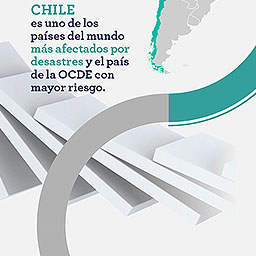 CHILE
es uno de los
países del mundo
más afectados por
desastres y el país
de la OCDE con
mayor riesgo.